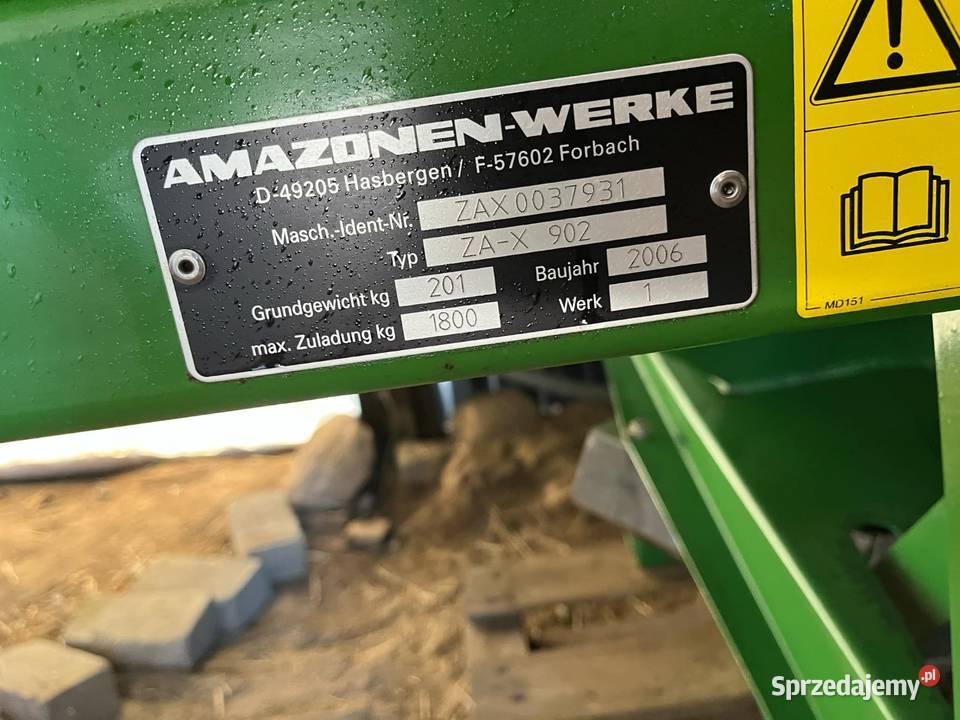 AMAZONEN-WERKE
D-49205 Hasbergen / F-57602 Forbach
Masch.-Ident-Nr. ZAX0037931
Typ ZA-X 902
Grundgewicht kg 201 Baujahr 2006
max. Zuladung kg 1800 Werk 1
MD151
Sprzedajemy.pl